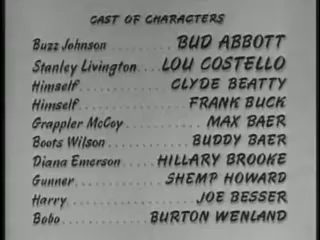 CAST OF CHARACTERS
Buzz Johnson .......... BUD ABBOTT
Stanley Livington .... LOU COSTELLO
Himself ............... CLYDE BEATTY
Himself ................. FRANK BUCK
Grappler McCoy ........... MAX BAER
Boots Wilson ........... BUDDY BAER
Diana Emerson ..... HILLARY BROOKE
Gunner ............. SHEMP HOWARD
Harry ................. JOE BESSER
Bobo ............ BURTON WENLAND